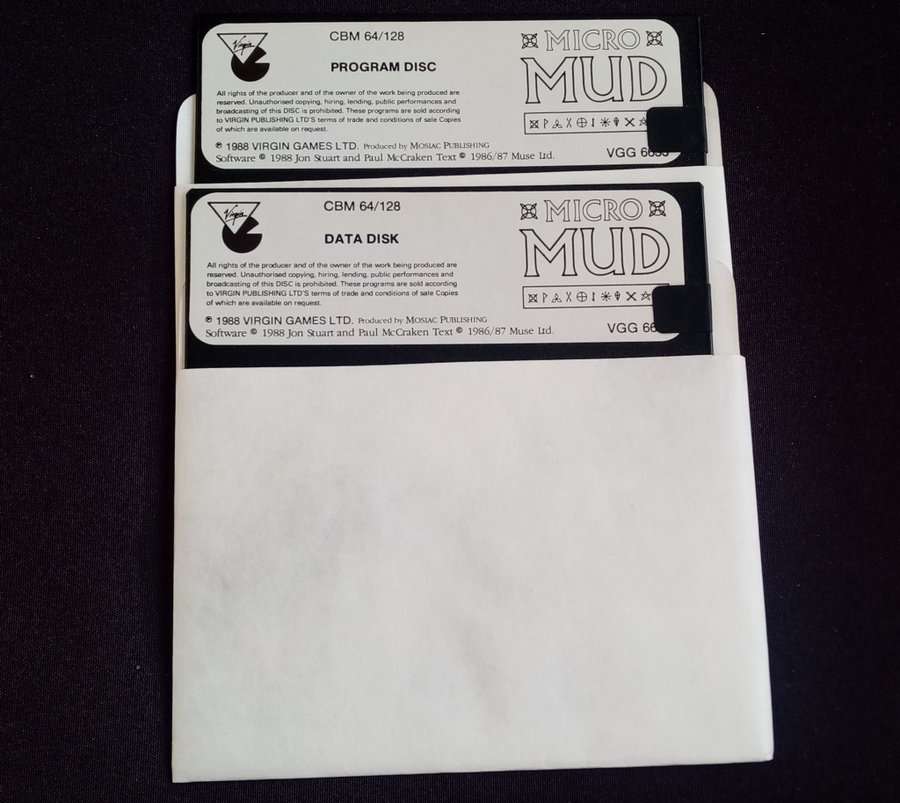 Virgin
CBM 64/128
PROGRAM DISC
MICRO
MUD
All rights of the producer and of the owner of the work being produced are
reserved. Unauthorised copying, hiring, lending, public performances and
broadcasting of this DISC is prohibited. These programs are sold according
to VIRGIN PUBLISHING LTD'S terms of trade and conditions of sale Copies
of which are available on request.
℗ 1988 VIRGIN GAMES LTD. Produced by MOSIAC PUBLISHING
Software © 1988 Jon Stuart and Paul McCraken Text © 1986/87 Muse Ltd.
VGG
Virgin
CBM 64/128
DATA DISK
MICRO
MUD
All rights of the producer and of the owner of the work being produced are
reserved. Unauthorised copying, hiring, lending, public performances and
broadcasting of this DISC is prohibited. These programs are sold according
to VIRGIN PUBLISHING LTD'S terms of trade and conditions of sale Copies
of which are available on request.
℗ 1988 VIRGIN GAMES LTD. Produced by MOSIAC PUBLISHING
Software © 1988 Jon Stuart and Paul McCraken Text © 1986/87 Muse Ltd.
VGG